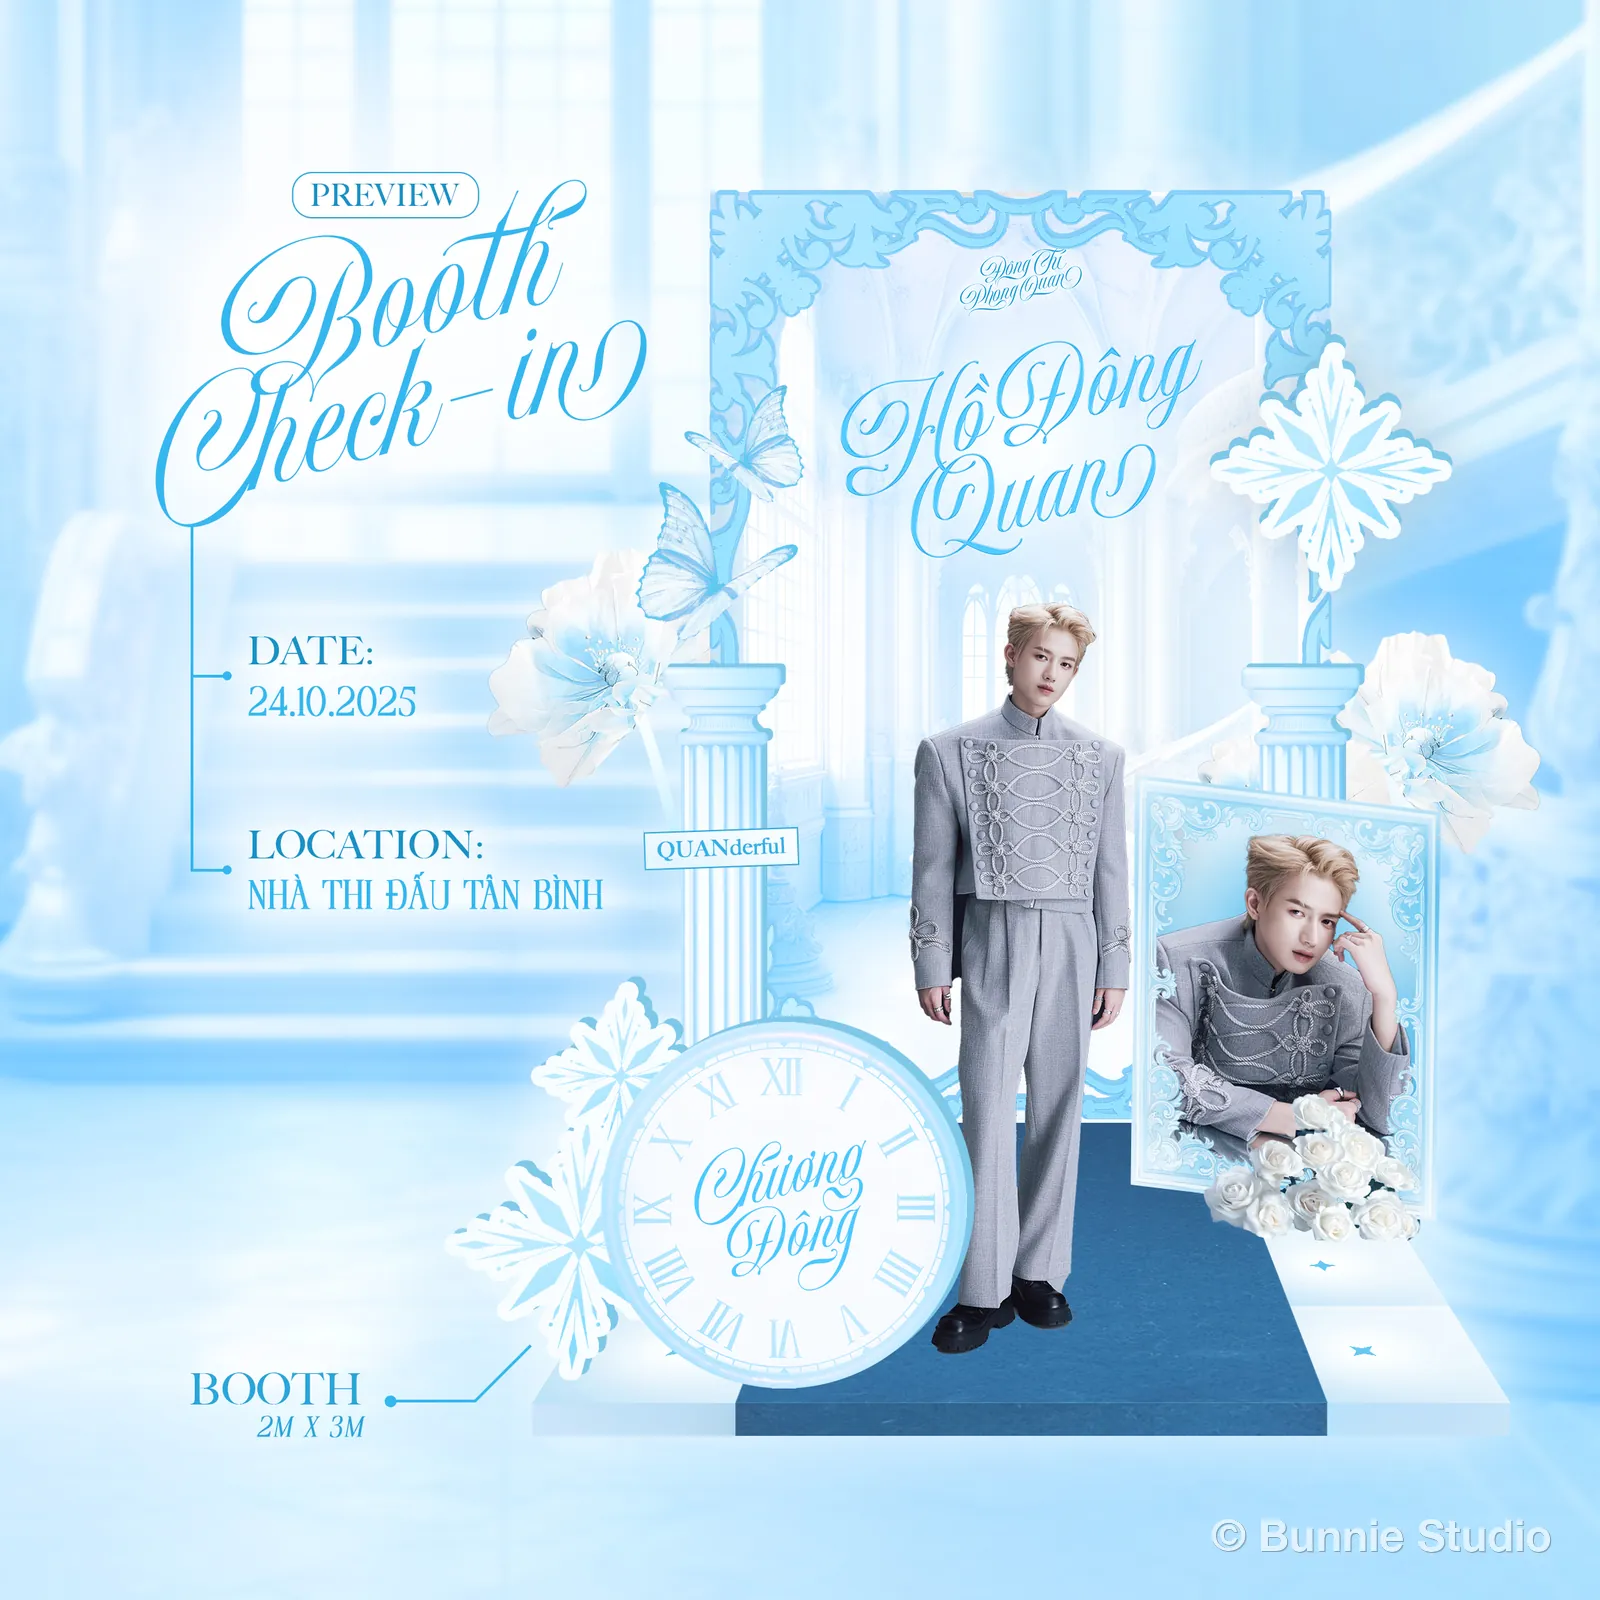 PREVIEW
Booth
Check-in
DATE:
24.10.2025
LOCATION:
NHÀ THI ĐẤU TÂN BÌNH
BOOTH
2M X 3M
Đông Chí
Phong Quan
Hồ Đông
Quan
QUANderful
XII
I
II
III
IIII
V
VI
VII
VIII
IX
X
XI
Chương
Đông
© Bunnie Studio